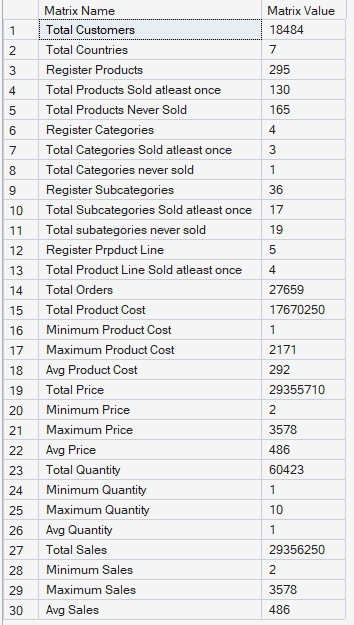 Matrix Name Matrix Value
1 Total Customers 18484
2 Total Countries 7
3 Register Products 295
4 Total Products Sold atleast once 130
5 Total Products Never Sold 165
6 Register Categories 4
7 Total Categories Sold atleast once 3
8 Total Categories never sold 1
9 Register Subcategories 36
10 Total Subcategories Sold atleast once 17
11 Total subategories never sold 19
12 Register Prpduct Line 5
13 Total Product Line Sold atleast once 4
14 Total Orders 27659
15 Total Product Cost 17670250
16 Minimum Product Cost 1
17 Maximum Product Cost 2171
18 Avg Product Cost 292
19 Total Price 29355710
20 Minimum Price 2
21 Maximum Price 3578
22 Avg Price 486
23 Total Quantity 60423
24 Minimum Quantity 1
25 Maximum Quantity 10
26 Avg Quantity 1
27 Total Sales 29356250
28 Minimum Sales 2
29 Maximum Sales 3578
30 Avg Sales 486